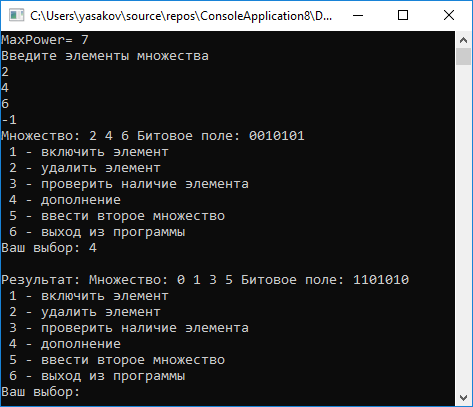 C:\Users\yasakov\source\repos\ConsoleApplication8\D...
MaxPower= 7
Введите элементы множества
2
4
6
-1
Множество: 2 4 6 Битовое поле: 0010101
1 - включить элемент
2 - удалить элемент
3 - проверить наличие элемента
4 - дополнение
5 - ввести второе множество
6 - выход из программы
Ваш выбор: 4
Результат: Множество: 0 1 3 5 Битовое поле: 1101010
1 - включить элемент
2 - удалить элемент
3 - проверить наличие элемента
4 - дополнение
5 - ввести второе множество
6 - выход из программы
Ваш выбор: